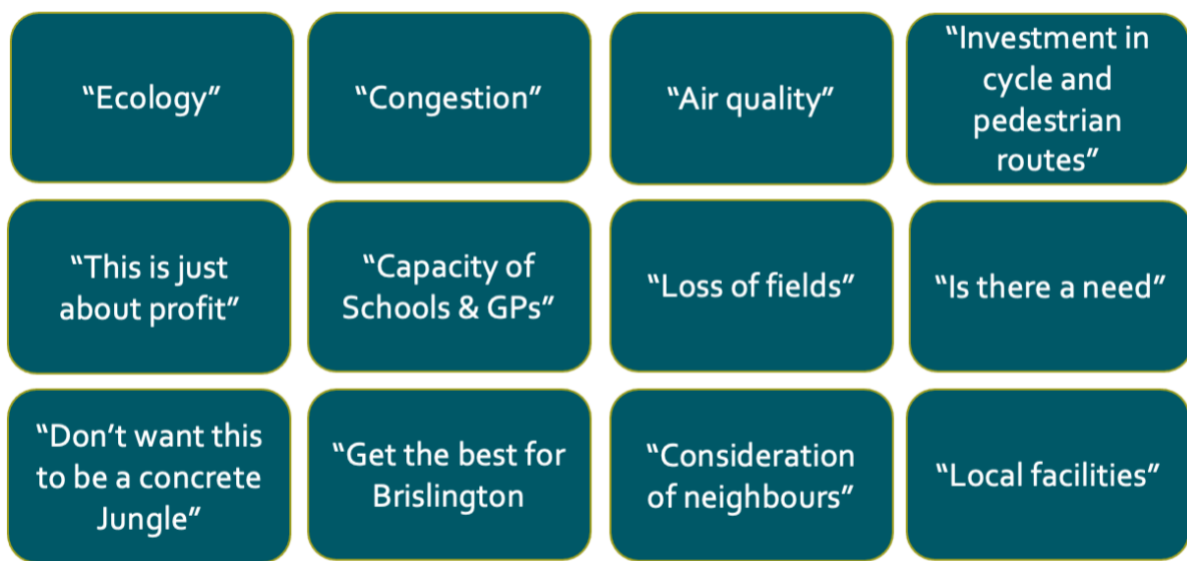 “Ecology”
“Congestion”
“Air quality”
“Investment in
cycle and
pedestrian
routes”
“This is just
about profit”
“Capacity of
Schools & GPs”
“Loss of fields”
“Is there a need”
“Don’t want this
to be a concrete
Jungle”
“Get the best for
Brislington
“Consideration
of neighbours”
“Local facilities”